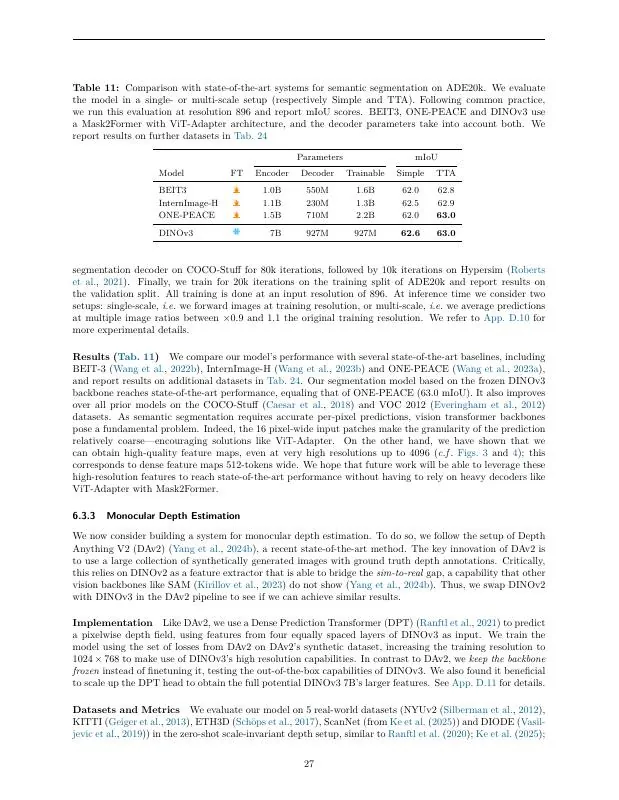 Table 11: Comparison with state-of-the-art systems for semantic segmentation on ADE20k. We evaluate
the model in a single- or multi-scale setup (respectively Simple and TTA). Following common practice,
we run this evaluation at resolution 896 and report mIoU scores. BEIT3, ONE-PEACE and DINOv3 use
a Mask2Former with ViT-Adapter architecture, and the decoder parameters take into account both. We
report results on further datasets in Tab. 24
Parameters mIoU
Model FT Encoder Decoder Trainable Simple TTA
BEIT3 1.0B 550M 1.6B 62.0 62.8
InternImage-H 1.1B 230M 1.3B 62.5 62.9
ONE-PEACE 1.5B 710M 2.2B 62.0 63.0
DINOv3 7B 927M 927M 62.6 63.0
segmentation decoder on COCO-Stuff for 80k iterations, followed by 10k iterations on Hypersim (Roberts
et al., 2021). Finally, we train for 20k iterations on the training split of ADE20k and report results on
the validation split. All training is done at an input resolution of 896. At inference time we consider two
setups: single-scale, i.e. we forward images at training resolution, or multi-scale, i.e. we average predictions
at multiple image ratios between ×0.9 and 1.1 the original training resolution. We refer to App. D.10 for
more experimental details.
Results (Tab. 11) We compare our model's performance with several state-of-the-art baselines, including
BEIT-3 (Wang et al., 2022b), InternImage-H (Wang et al., 2023b) and ONE-PEACE (Wang et al., 2023a),
and report results on additional datasets in Tab. 24. Our segmentation model based on the frozen DINOv3
backbone reaches state-of-the-art performance, equaling that of ONE-PEACE (63.0 mIoU). It also improves
over all prior models on the COCO-Stuff (Caesar et al., 2018) and VOC 2012 (Everingham et al., 2012)
datasets. As semantic segmentation requires accurate per-pixel predictions, vision transformer backbones
pose a fundamental problem. Indeed, the 16 pixel-wide input patches make the granularity of the prediction
relatively coarse—encouraging solutions like ViT-Adapter. On the other hand, we have shown that we
can obtain high-quality feature maps, even at very high resolutions up to 4096 (c.f. Figs. 3 and 4); this
corresponds to dense feature maps 512-tokens wide. We hope that future work will be able to leverage these
high-resolution features to reach state-of-the-art performance without having to rely on heavy decoders like
ViT-Adapter with Mask2Former.
6.3.3 Monocular Depth Estimation
We now consider building a system for monocular depth estimation. To do so, we follow the setup of Depth
Anything V2 (DAv2) (Yang et al., 2024b), a recent state-of-the-art method. The key innovation of DAv2 is
to use a large collection of synthetically generated images with ground truth depth annotations. Critically,
this relies on DINOv2 as a feature extractor that is able to bridge the sim-to-real gap, a capability that other
vision backbones like SAM (Kirillov et al., 2023) do not show (Yang et al., 2024b). Thus, we swap DINOv2
with DINOv3 in the DAv2 pipeline to see if we can achieve similar results.
Implementation Like DAv2, we use a Dense Prediction Transformer (DPT) (Ranftl et al., 2021) to predict
a pixelwise depth field, using features from four equally spaced layers of DINOv3 as input. We train the
model using the set of losses from DAv2 on DAv2's synthetic dataset, increasing the training resolution to
1024 × 768 to make use of DINOv3's high resolution capabilities. In contrast to DAv2, we keep the backbone
frozen instead of finetuning it, testing the out-of-the-box capabilities of DINOv3. We also found it beneficial
to scale up the DPT head to obtain the full potential DINOv3 7B's larger features. See App. D.11 for details.
Datasets and Metrics We evaluate our model on 5 real-world datasets (NYUv2 (Silberman et al., 2012),
KITTI (Geiger et al., 2013), ETH3D (Schöps et al., 2017), ScanNet (from Ke et al. (2025)) and DIODE (Vasil-
jevic et al., 2019)) in the zero-shot scale-invariant depth setup, similar to Ranftl et al. (2020); Ke et al. (2025);
27